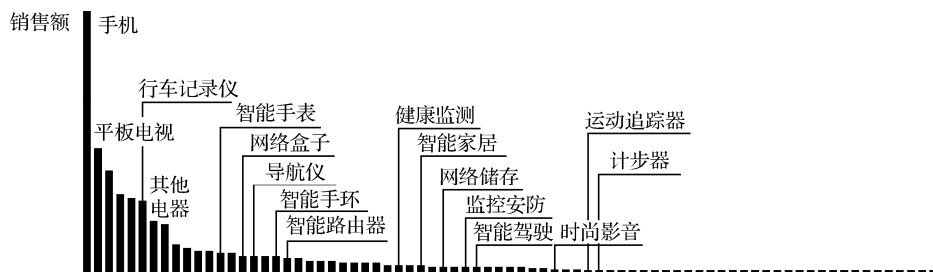 销售额
手机
行车记录仪
平板电视
其他
电器
智能手表
网络盒子
导航仪
智能手环
智能路由器
健康监测
智能家居
网络储存
监控安防
智能驾驶
时尚影音
运动追踪器
计步器